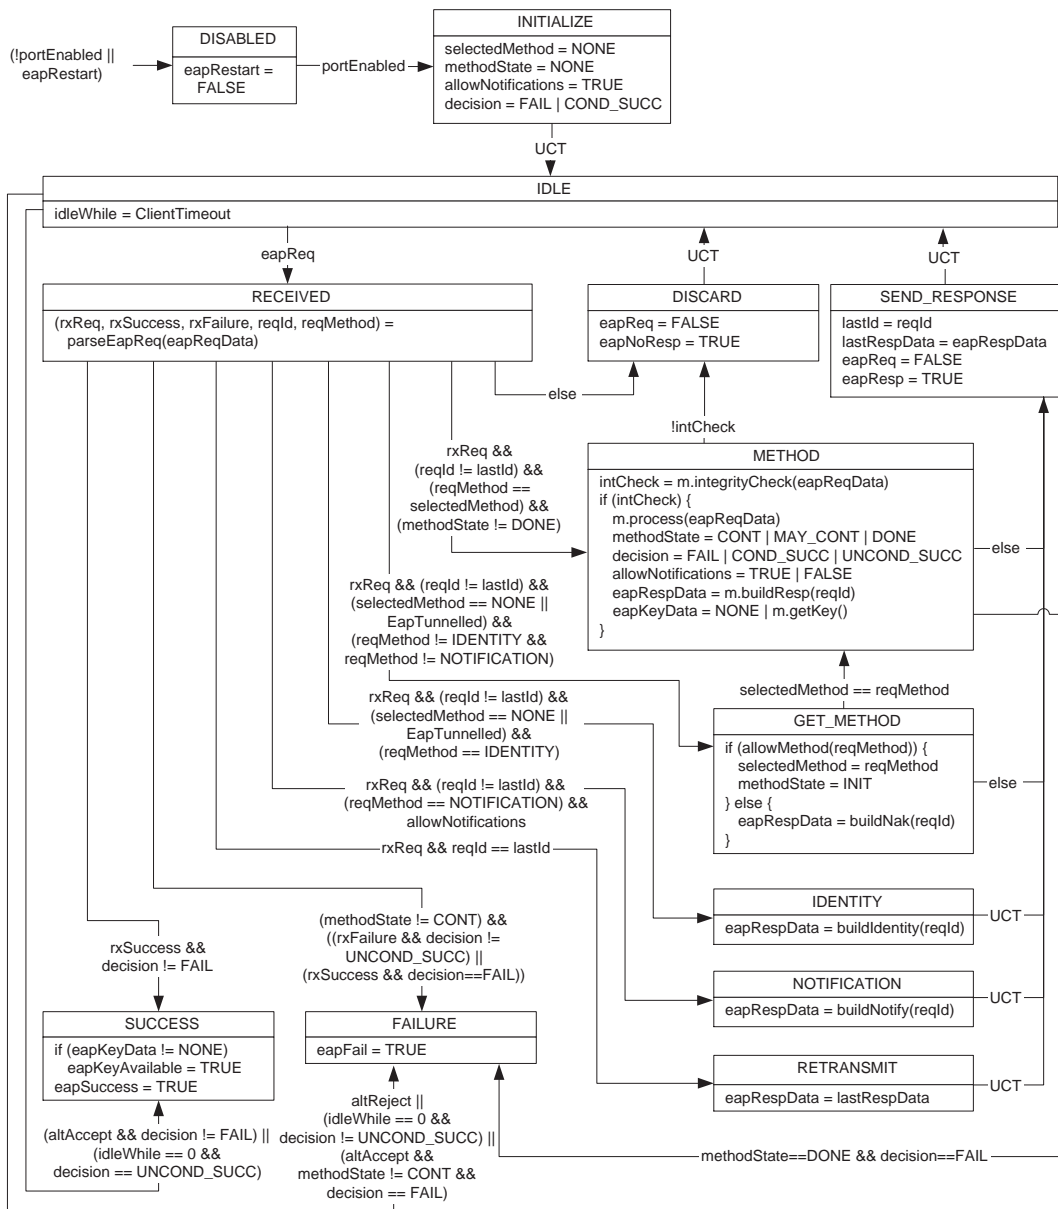 (!portEnabled ||
eapRestart)
DISABLED
eapRestart =
FALSE
portEnabled
INITIALIZE
selectedMethod = NONE
methodState = NONE
allowNotifications = TRUE
decision = FAIL | COND_SUCC
UCT
IDLE
idleWhile = ClientTimeout
eapReq
UCT
UCT
RECEIVED
(rxReq, rxSuccess, rxFailure, reqId, reqMethod) =
parseEapReq(eapReqData)
DISCARD
eapReq = FALSE
eapNoResp = TRUE
SEND_RESPONSE
lastId = reqId
lastRespData = eapRespData
eapReq = FALSE
eapResp = TRUE
else
!intCheck
rxReq &&
(reqId != lastId) &&
(reqMethod ==
selectedMethod) &&
(methodState != DONE)
METHOD
intCheck = m.integrityCheck(eapReqData)
if (intCheck) {
m.process(eapReqData)
methodState = CONT | MAY_CONT | DONE
decision = FAIL | COND_SUCC | UNCOND_SUCC
allowNotifications = TRUE | FALSE
eapRespData = m.buildResp(reqId)
eapKeyData = NONE | m.getKey()
}
else
rxReq && (reqId != lastId) &&
(selectedMethod == NONE ||
EapTunnelled) &&
(reqMethod != IDENTITY &&
reqMethod != NOTIFICATION)
selectedMethod == reqMethod
rxReq && (reqId != lastId) &&
(selectedMethod == NONE ||
EapTunnelled) &&
(reqMethod == IDENTITY)
GET_METHOD
if (allowMethod(reqMethod)) {
selectedMethod = reqMethod
methodState = INIT
} else {
eapRespData = buildNak(reqId)
}
else
rxReq && (reqId != lastId) &&
(reqMethod == NOTIFICATION) &&
allowNotifications
rxReq && reqId == lastId
IDENTITY
eapRespData = buildIdentity(reqId)
UCT
rxSuccess &&
decision != FAIL
(methodState != CONT) &&
((rxFailure && decision !=
UNCOND_SUCC) ||
(rxSuccess && decision==FAIL))
NOTIFICATION
eapRespData = buildNotify(reqId)
UCT
SUCCESS
if (eapKeyData != NONE)
eapKeyAvailable = TRUE
eapSuccess = TRUE
FAILURE
eapFail = TRUE
RETRANSMIT
eapRespData = lastRespData
UCT
(altAccept && decision != FAIL) ||
(idleWhile == 0 &&
decision == UNCOND_SUCC)
altReject ||
(idleWhile == 0 &&
decision != UNCOND_SUCC) ||
(altAccept &&
methodState != CONT &&
decision == FAIL)
methodState==DONE && decision==FAIL